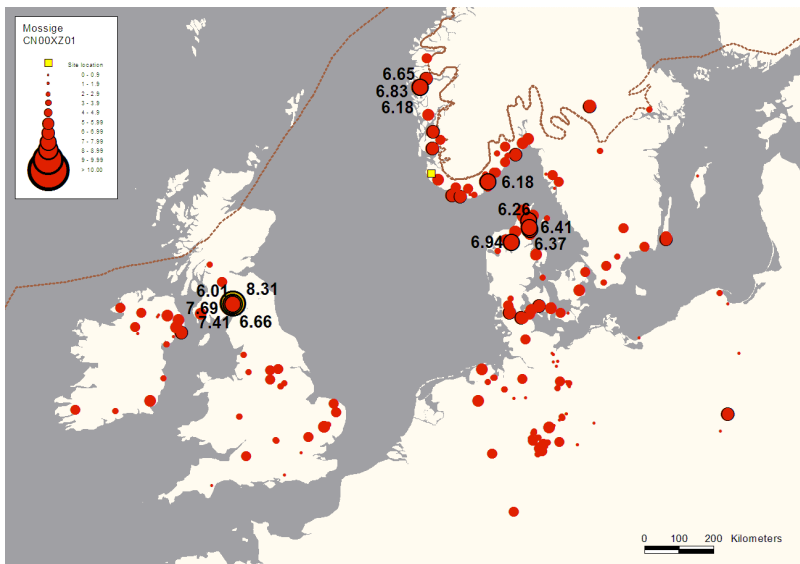 Mossige
CN00XZ01
Site location
0 - 0.9
1 - 1.9
2 - 2.9
3 - 3.9
4 - 4.9
5 - 5.99
6 - 6.99
7 - 7.99
8 - 8.99
9 - 9.99
> 10.00
6.65
6.83
6.18
6.18
6.26
6.41
6.94
6.37
6.01
8.31
7.69
7.41
6.66
0 100 200 Kilometers